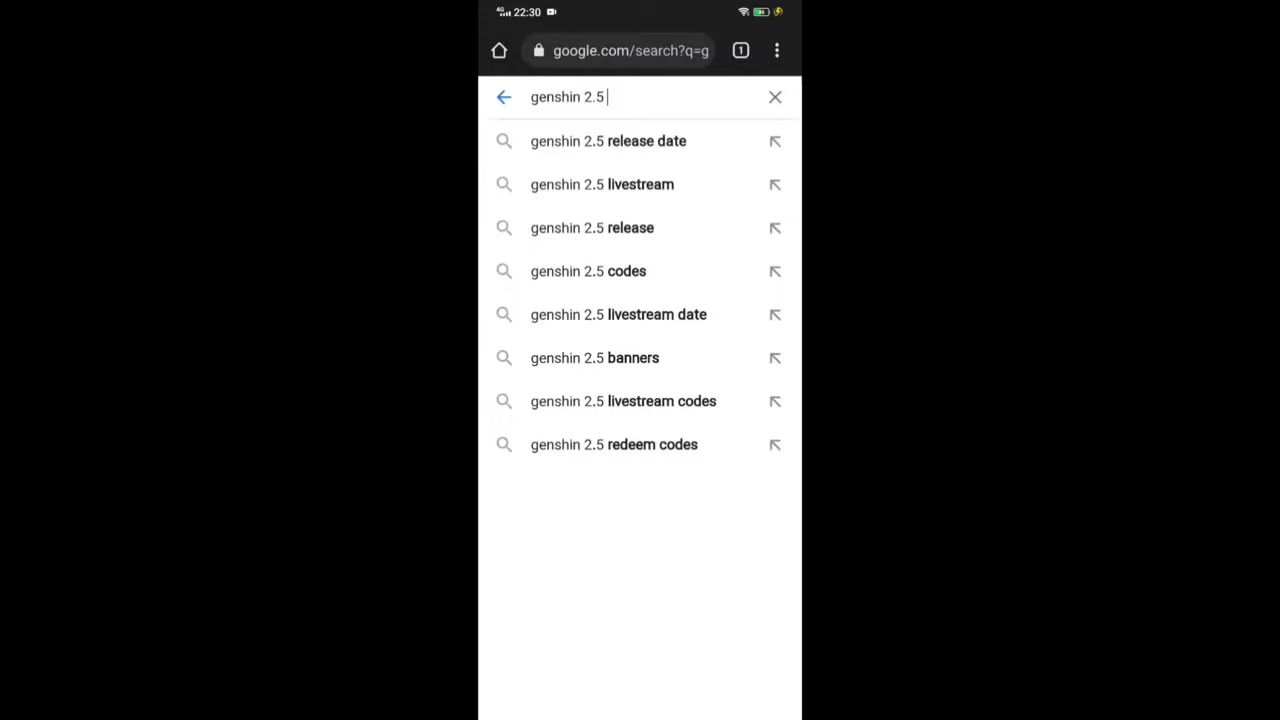 4G 22:30
google.com/search?q=g
1
genshin 2.5
genshin 2.5 release date
genshin 2.5 livestream
genshin 2.5 release
genshin 2.5 codes
genshin 2.5 livestream date
genshin 2.5 banners
genshin 2.5 livestream codes
genshin 2.5 redeem codes